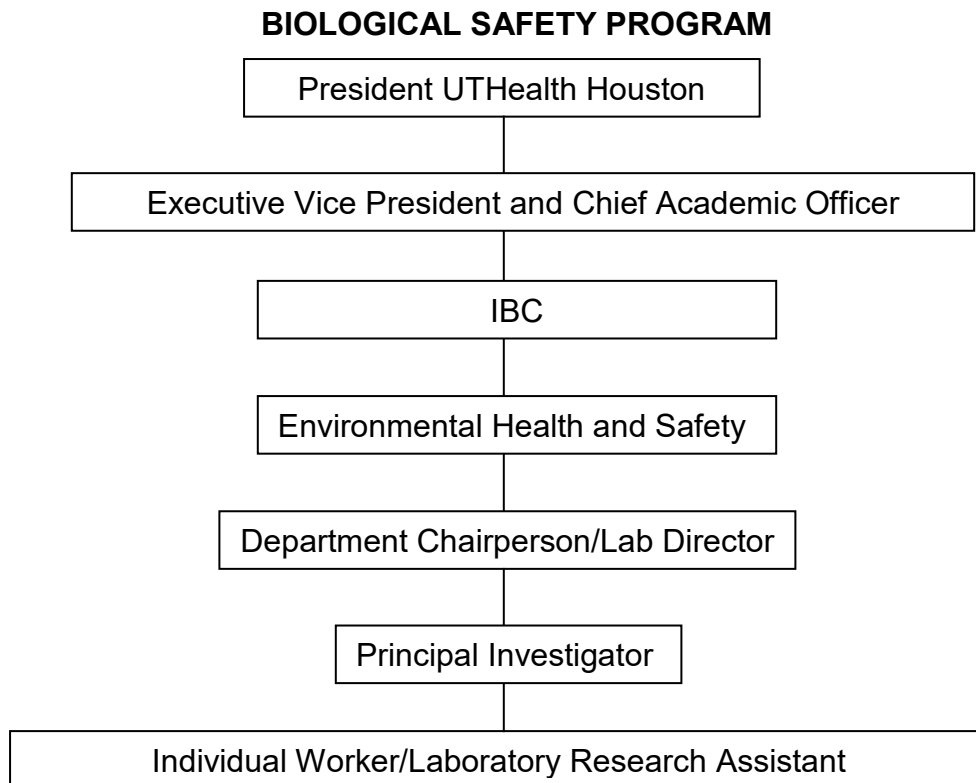 BIOLOGICAL SAFETY PROGRAM
President UTHealth Houston
Executive Vice President and Chief Academic Officer
IBC
Environmental Health and Safety
Department Chairperson/Lab Director
Principal Investigator
Individual Worker/Laboratory Research Assistant